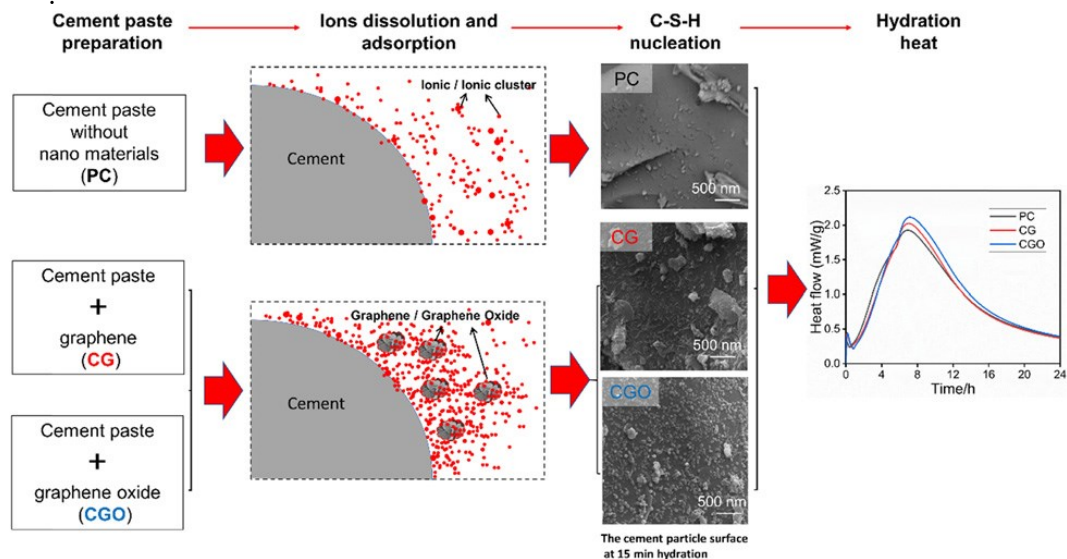 Cement paste
preparation
Ions dissolution and
adsorption
C-S-H
nucleation
Hydration
heat
Cement paste
without
nano materials
(PC)
Ionic / Ionic cluster
Cement
PC
500 nm
Cement paste
+
graphene
(CG)
Cement paste
+
graphene oxide
(CGO)
Graphene / Graphene Oxide
Cement
CG
500 nm
CGO
500 nm
The cement particle surface
at 15 min hydration
Heat flow (mW/g)
2.5
2.0
1.5
1.0
0.5
0.0
PC
CG
CGO
0 4 8 12 16 20 24
Time/h